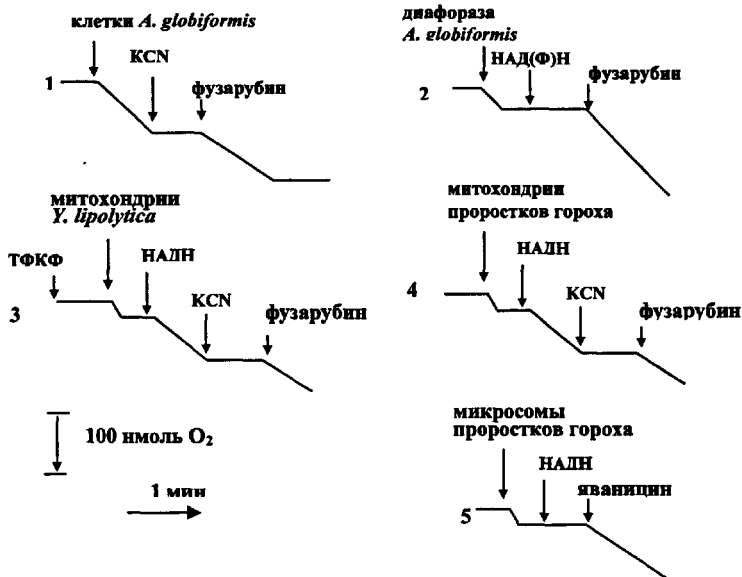 клетки A. globiformis
KCN
фузарубин
1
диафораза
A. globiformis
НАД(Ф)Н
фузарубин
2
митохондрии
Y. lipolytica
ТФКФ
НАДН
KCN
фузарубин
3
митохондрии
проростков гороха
НАДН
KCN
фузарубин
4
100 нмоль O₂
1 мин
микросомы
проростков гороха
НАДН
яваницин
5